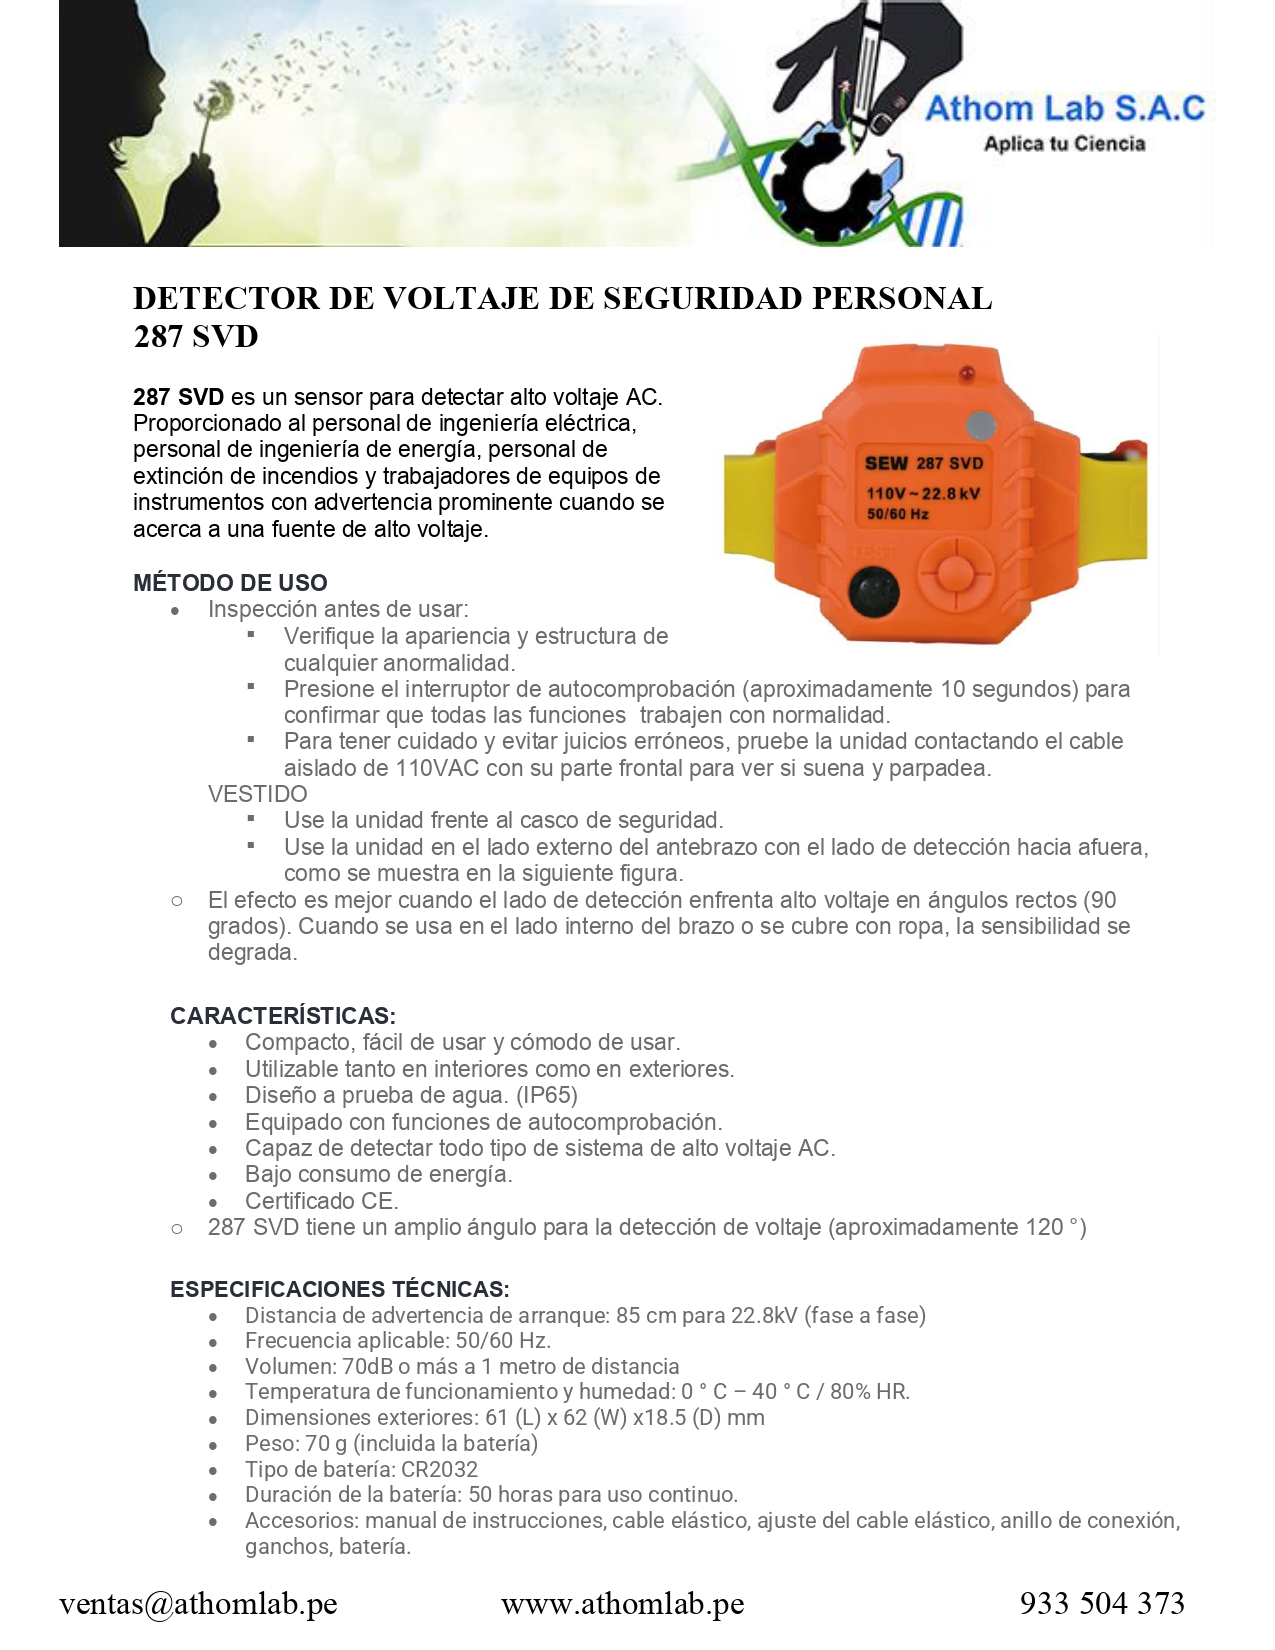 Athom Lab S.A.C
Aplica tu Ciencia
DETECTOR DE VOLTAJE DE SEGURIDAD PERSONAL
287 SVD
287 SVD es un sensor para detectar alto voltaje AC.
Proporcionado al personal de ingeniería eléctrica,
personal de ingeniería de energía, personal de
extinción de incendios y trabajadores de equipos de
instrumentos con advertencia prominente cuando se
acerca a una fuente de alto voltaje.
SEW 287 SVD
110V ~ 22.8 kV
50/60 Hz
TEST
MÉTODO DE USO
• Inspección antes de usar:
▪ Verifique la apariencia y estructura de
cualquier anormalidad.
▪ Presione el interruptor de autocomprobación (aproximadamente 10 segundos) para
confirmar que todas las funciones  trabajen con normalidad.
▪ Para tener cuidado y evitar juicios erróneos, pruebe la unidad contactando el cable
aislado de 110VAC con su parte frontal para ver si suena y parpadea.
VESTIDO
▪ Use la unidad frente al casco de seguridad.
▪ Use la unidad en el lado externo del antebrazo con el lado de detección hacia afuera,
como se muestra en la siguiente figura.
○ El efecto es mejor cuando el lado de detección enfrenta alto voltaje en ángulos rectos (90
grados). Cuando se usa en el lado interno del brazo o se cubre con ropa, la sensibilidad se
degrada.
CARACTERÍSTICAS:
• Compacto, fácil de usar y cómodo de usar.
• Utilizable tanto en interiores como en exteriores.
• Diseño a prueba de agua. (IP65)
• Equipado con funciones de autocomprobación.
• Capaz de detectar todo tipo de sistema de alto voltaje AC.
• Bajo consumo de energía.
• Certificado CE.
○ 287 SVD tiene un amplio ángulo para la detección de voltaje (aproximadamente 120 °)
ESPECIFICACIONES TÉCNICAS:
• Distancia de advertencia de arranque: 85 cm para 22.8kV (fase a fase)
• Frecuencia aplicable: 50/60 Hz.
• Volumen: 70dB o más a 1 metro de distancia
• Temperatura de funcionamiento y humedad: 0 ° C – 40 ° C / 80% HR.
• Dimensiones exteriores: 61 (L) x 62 (W) x18.5 (D) mm
• Peso: 70 g (incluida la batería)
• Tipo de batería: CR2032
• Duración de la batería: 50 horas para uso continuo.
• Accesorios: manual de instrucciones, cable elástico, ajuste del cable elástico, anillo de conexión,
ganchos, batería.
ventas@athomlab.pe www.athomlab.pe 933 504 373